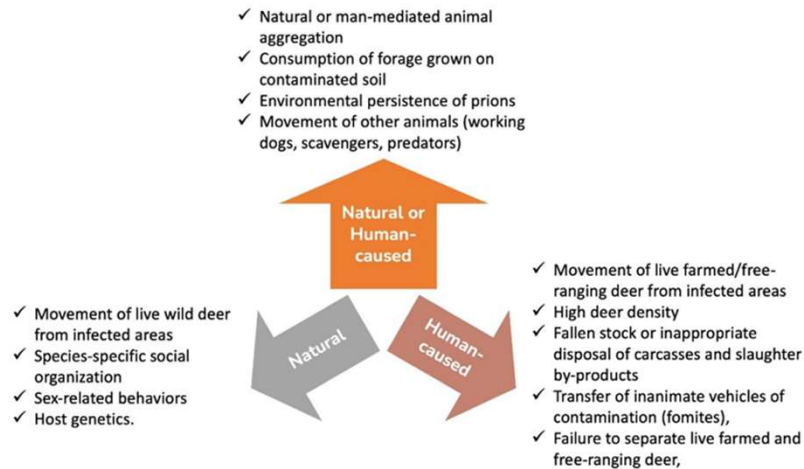 ✓ Natural or man-mediated animal
aggregation
✓ Consumption of forage grown on
contaminated soil
✓ Environmental persistence of prions
✓ Movement of other animals (working
dogs, scavengers, predators)
Natural or
Human-
caused
✓ Movement of live wild deer
from infected areas
✓ Species-specific social
organization
✓ Sex-related behaviors
✓ Host genetics.
Natural
Human-
caused
✓ Movement of live farmed/free-
ranging deer from infected areas
✓ High deer density
✓ Fallen stock or inappropriate
disposal of carcasses and slaughter
by-products
✓ Transfer of inanimate vehicles of
contamination (fomites),
✓ Failure to separate live farmed and
free-ranging deer,